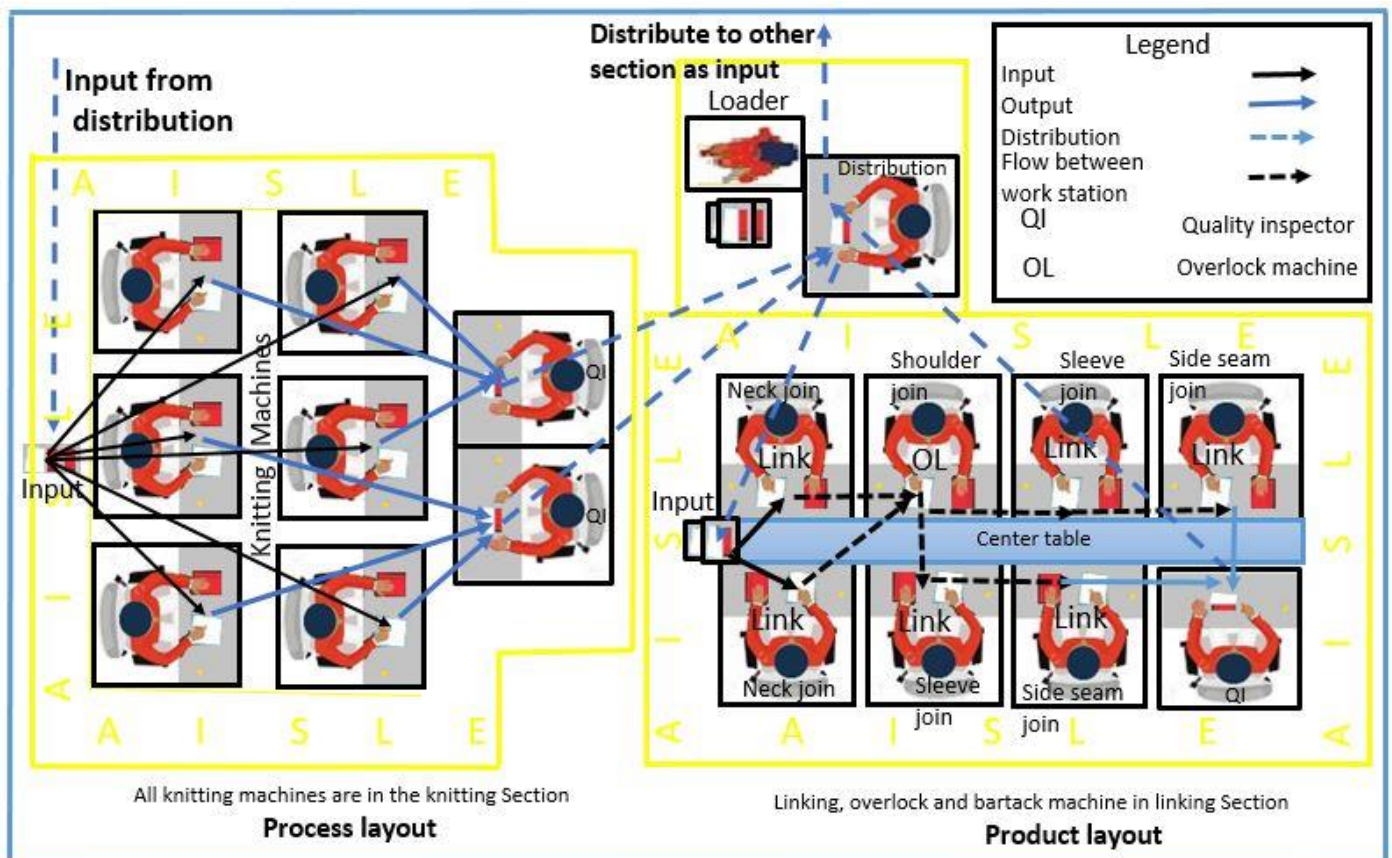 Input from
distribution
Distribute to other
section as input
Loader
Distribution
Legend
Input
Output
Distribution
Flow between
work station
QI
Quality inspector
OL
Overlock machine
A I S L E
A I S L E
Knitting Machines
Input
QI
QI
A I S L E
All knitting machines are in the knitting Section
Process layout
A I S L E
A I S L E
A I S L E
Neck join
Shoulder
join
Sleeve
join
Side seam
join
Link
OL
Link
Link
Input
Center table
Link
Link
Link
Neck join
Sleeve
join
Side seam
join
QI
A I S L E
Linking, overlock and bartack machine in linking Section
Product layout